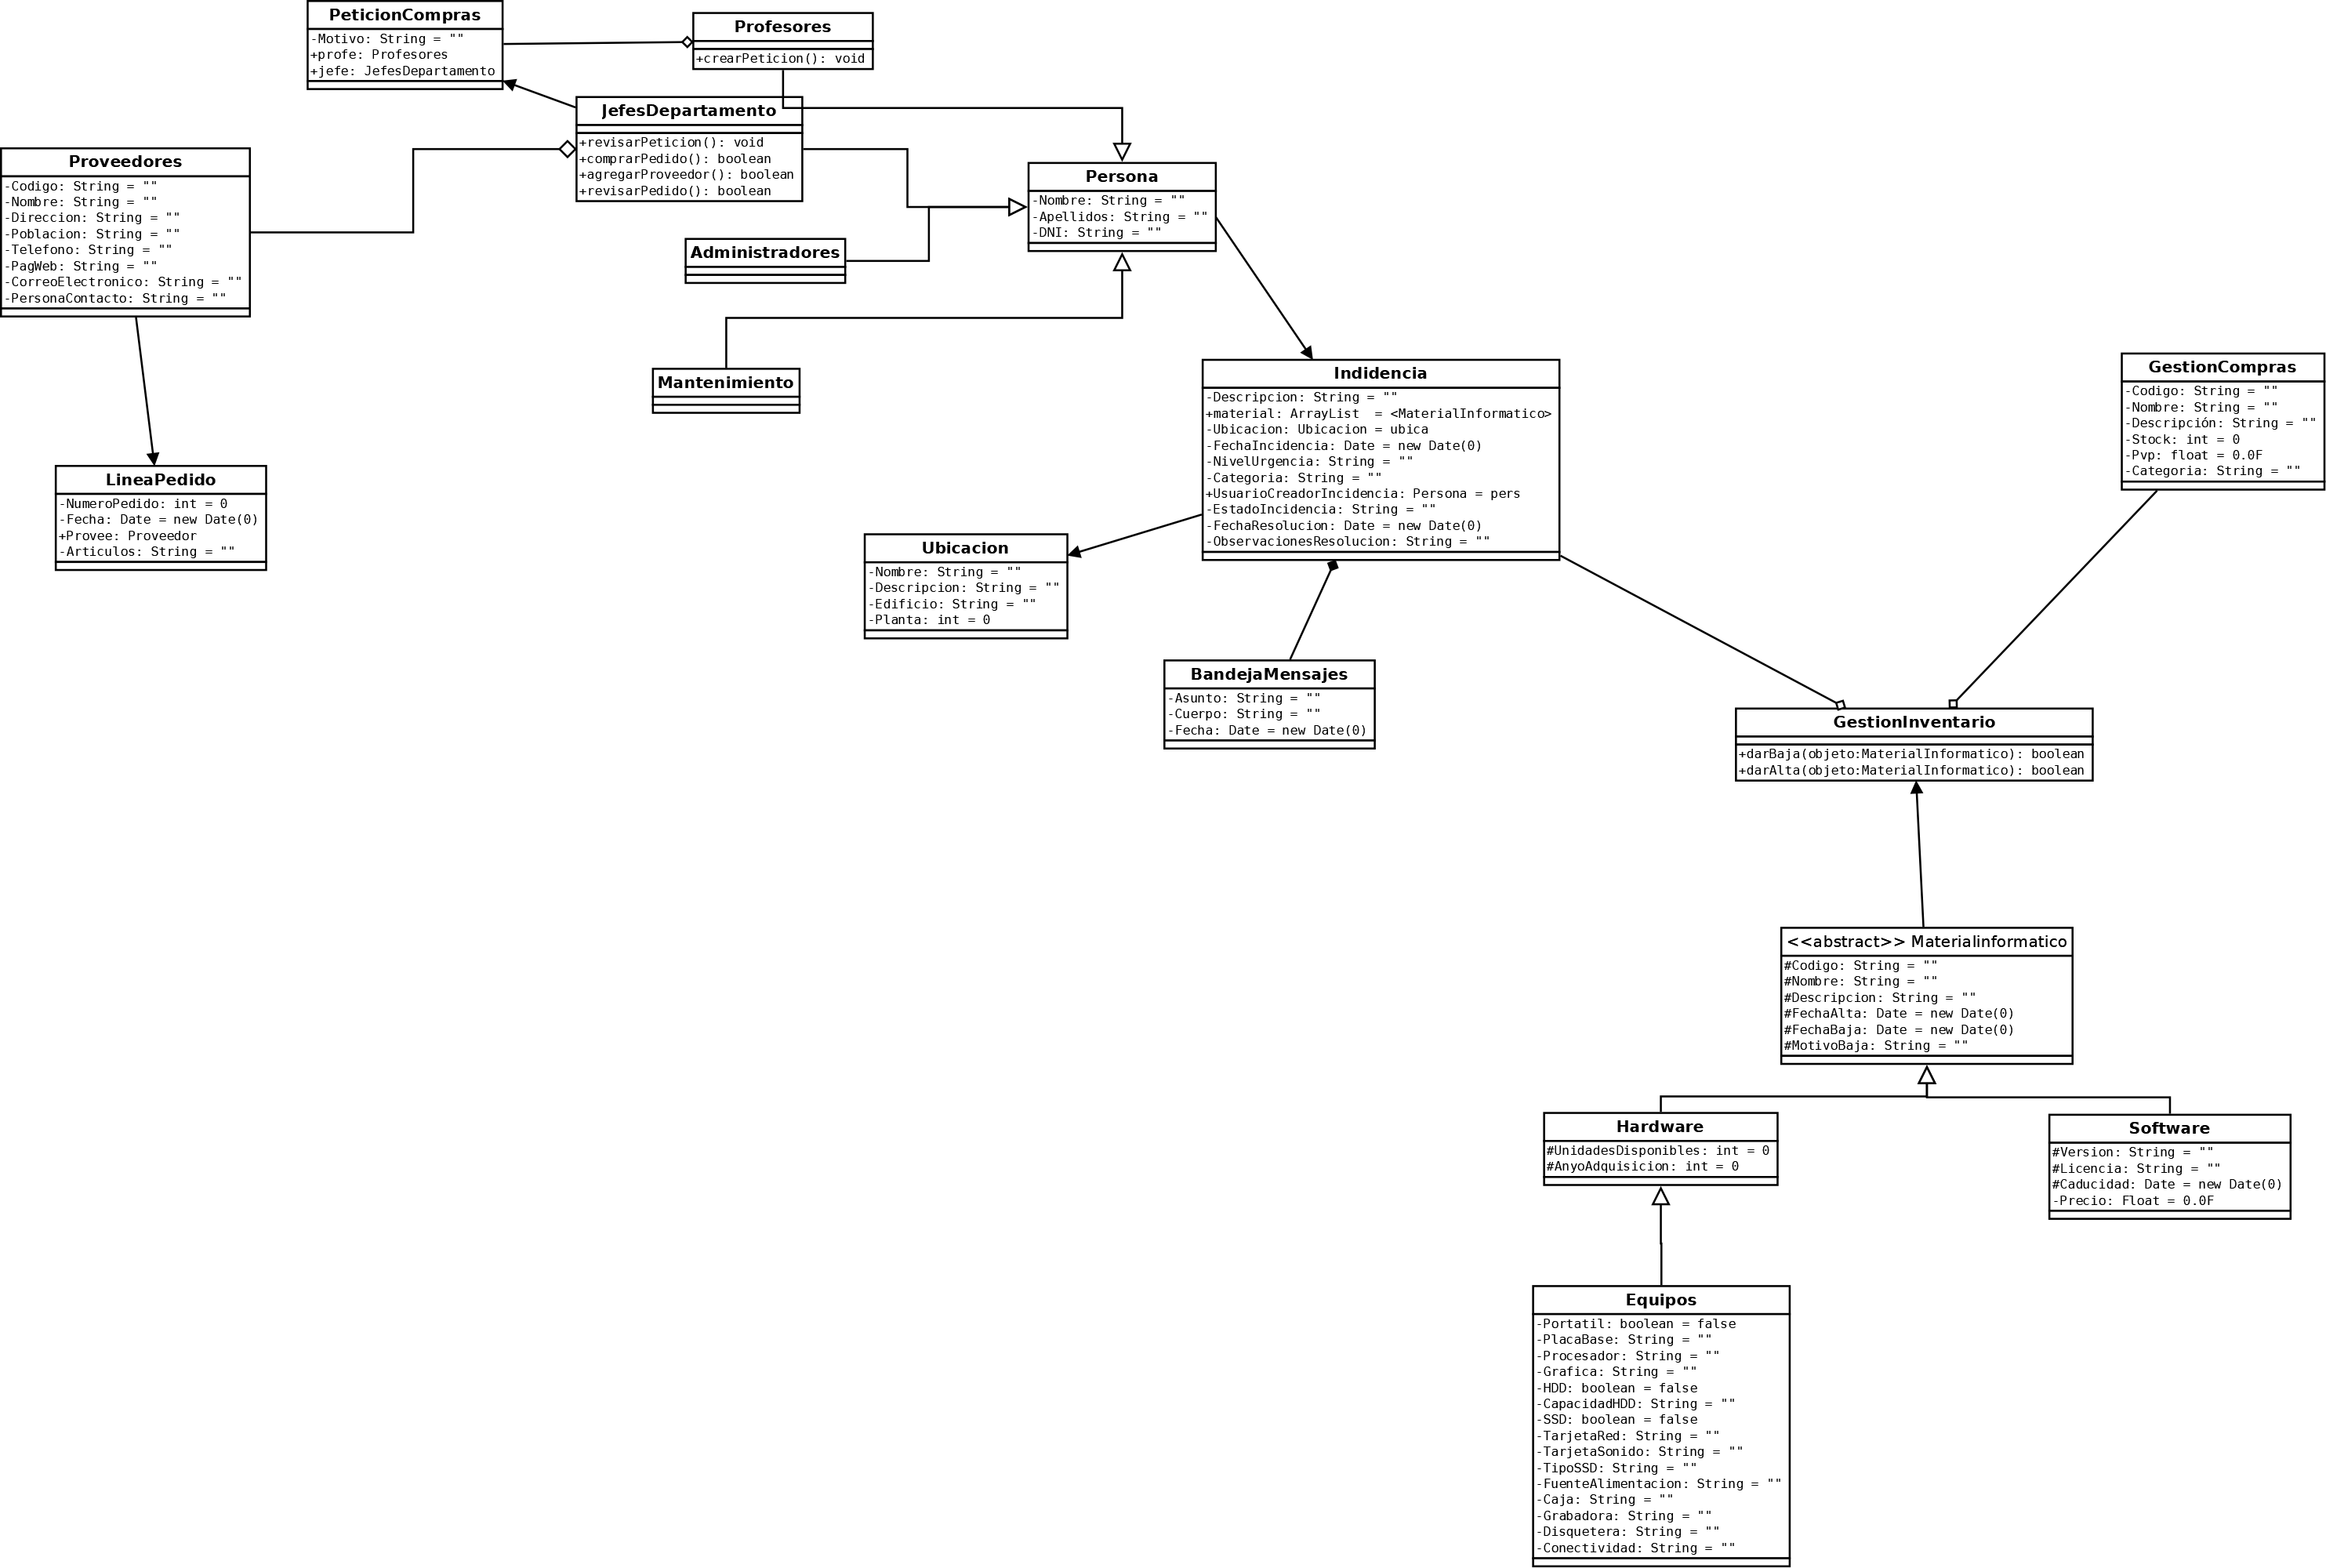 PeticionCompras
-Motivo: String = ""
+profe: Profesores
+jefe: JefesDepartamento
Profesores
+crearPeticion(): void
JefesDepartamento
+revisarPeticion(): void
+comprarPedido(): boolean
+agregarProveedor(): boolean
+revisarPedido(): boolean
Proveedores
-Codigo: String = ""
-Nombre: String = ""
-Direccion: String = ""
-Poblacion: String = ""
-Telefono: String = ""
-PagWeb: String = ""
-CorreoElectronico: String = ""
-PersonaContacto: String = ""
Persona
-Nombre: String = ""
-Apellidos: String = ""
-DNI: String = ""
Administradores
Mantenimiento
Indidencia
-Descripcion: String = ""
+material: ArrayList  = <MaterialInformatico>
-Ubicacion: Ubicacion = ubica
-FechaIncidencia: Date = new Date(0)
-NivelUrgencia: String = ""
-Categoria: String = ""
+UsuarioCreadorIncidencia: Persona = pers
-EstadoIncidencia: String = ""
-FechaResolucion: Date = new Date(0)
-ObservacionesResolucion: String = ""
GestionCompras
-Codigo: String = ""
-Nombre: String = ""
-Descripción: String = ""
-Stock: int = 0
-Pvp: float = 0.0F
-Categoria: String = ""
LineaPedido
-NumeroPedido: int = 0
-Fecha: Date = new Date(0)
+Provee: Proveedor
-Articulos: String = ""
Ubicacion
-Nombre: String = ""
-Descripcion: String = ""
-Edificio: String = ""
-Planta: int = 0
BandejaMensajes
-Asunto: String = ""
-Cuerpo: String = ""
-Fecha: Date = new Date(0)
GestionInventario
+darBaja(objeto:MaterialInformatico): boolean
+darAlta(objeto:MaterialInformatico): boolean
<<abstract>> Materialinformatico
#Codigo: String = ""
#Nombre: String = ""
#Descripcion: String = ""
#FechaAlta: Date = new Date(0)
#FechaBaja: Date = new Date(0)
#MotivoBaja: String = ""
Hardware
#UnidadesDisponibles: int = 0
#AnyoAdquisicion: int = 0
Software
#Version: String = ""
#Licencia: String = ""
#Caducidad: Date = new Date(0)
-Precio: Float = 0.0F
Equipos
-Portatil: boolean = false
-PlacaBase: String = ""
-Procesador: String = ""
-Grafica: String = ""
-HDD: boolean = false
-CapacidadHDD: String = ""
-SSD: boolean = false
-TarjetaRed: String = ""
-TarjetaSonido: String = ""
-TipoSSD: String = ""
-FuenteAlimentacion: String = ""
-Caja: String = ""
-Grabadora: String = ""
-Disquetera: String = ""
-Conectividad: String = ""